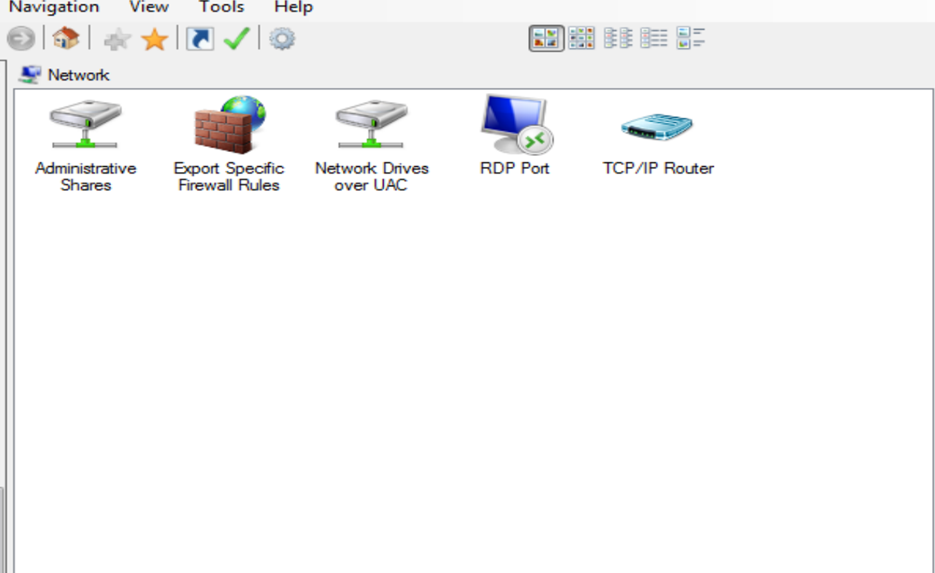 Navigation View Tools Help
Network
Administrative Shares
Export Specific Firewall Rules
Network Drives over UAC
RDP Port
TCP/IP Router